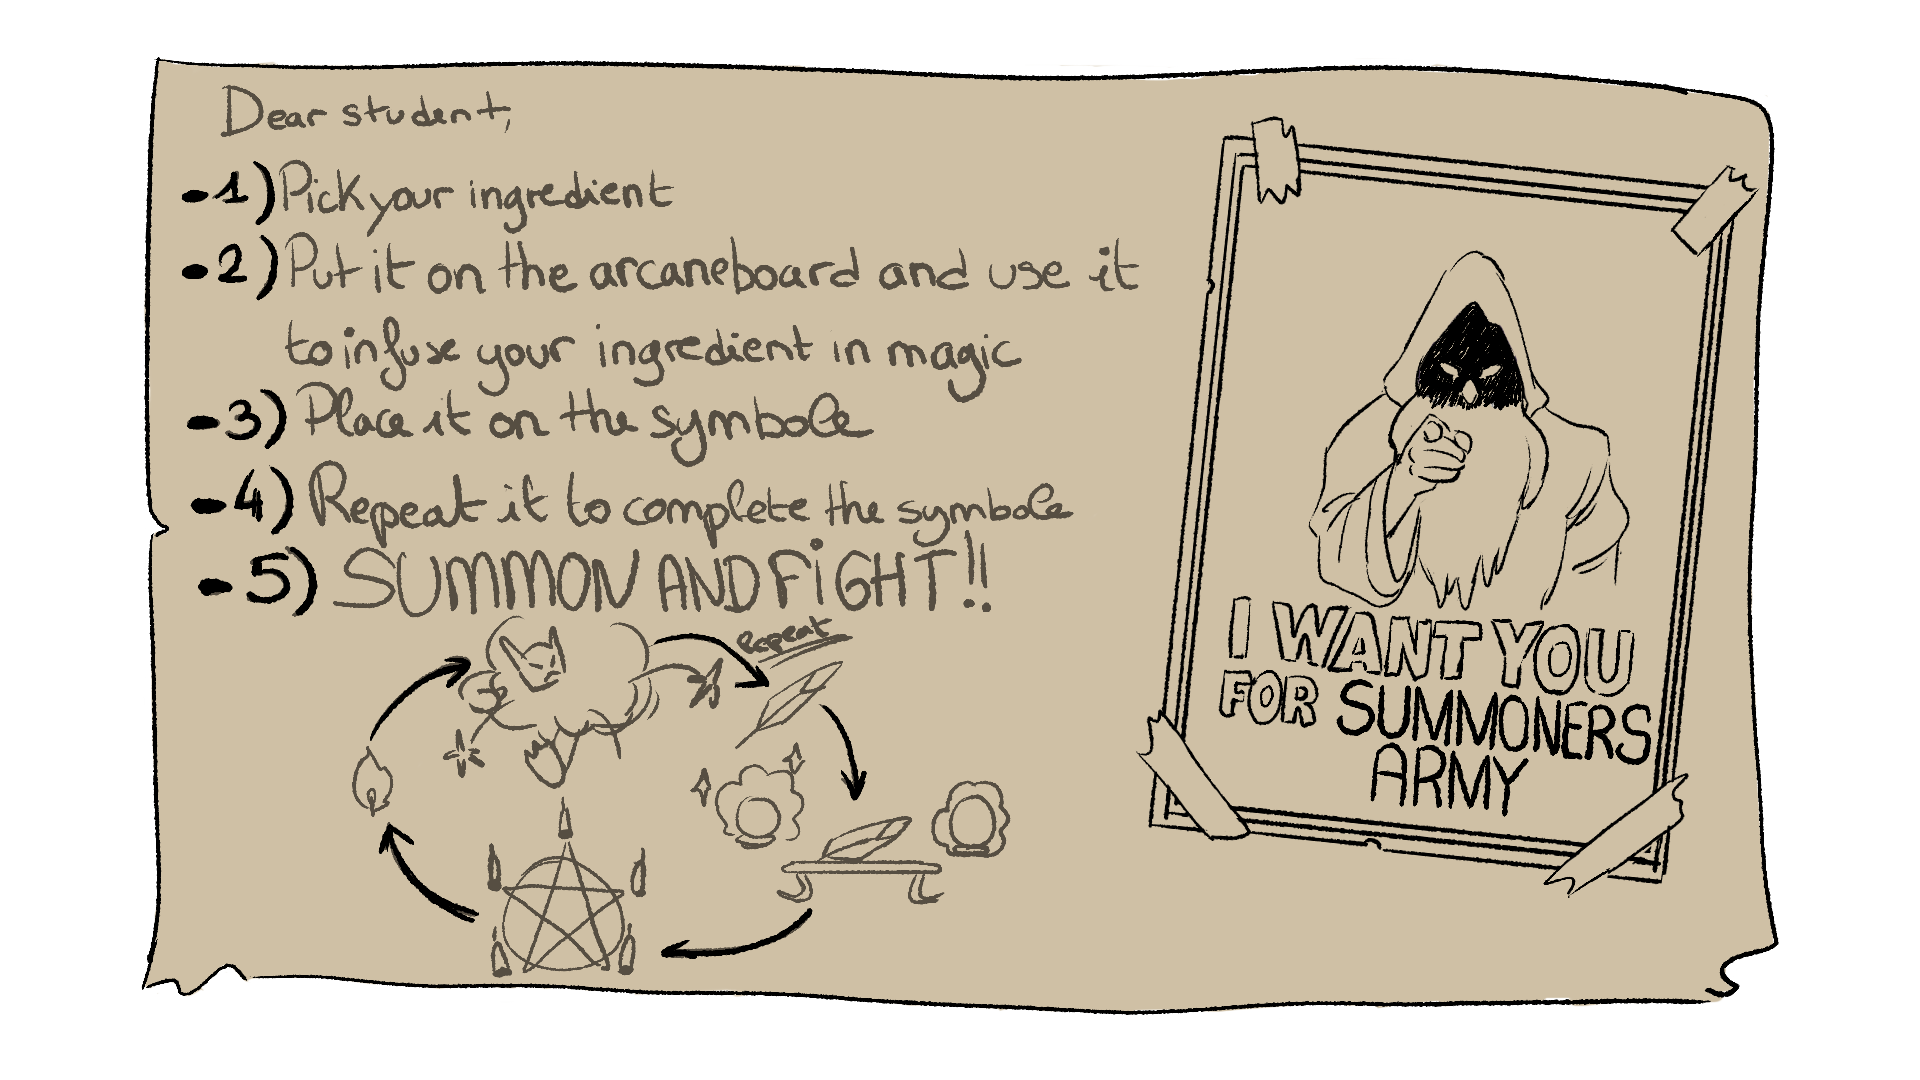 Dear student,
-1) Pick your ingredient
-2) Put it on the arcaneboard and use it
to infuse your ingredient in magic
-3) Place it on the symbole
-4) Repeat it to complete the symbole
-5) SUMMON AND FiGHT!!
Repeat
I WANT YOU
FOR SUMMONERS
ARMY